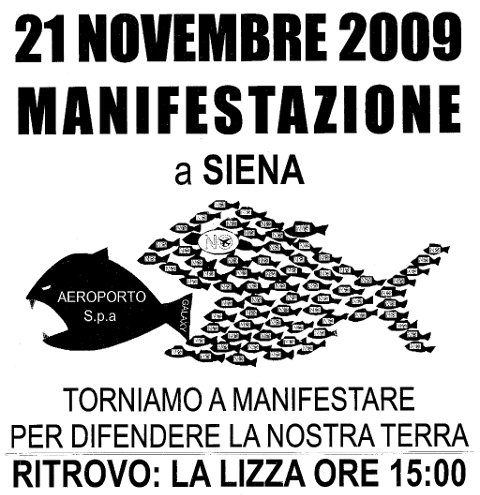 21 NOVEMBRE 2009
MANIFESTAZIONE
a SIENA
NO
AEROPORTO
S.p.a
GALAXY
TORNIAMO A MANIFESTARE
PER DIFENDERE LA NOSTRA TERRA
RITROVO: LA LIZZA ORE 15:00